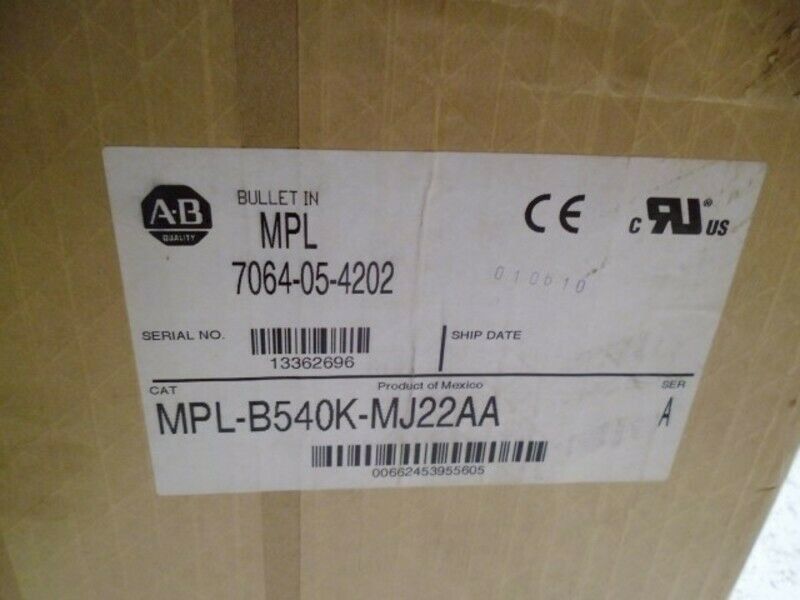 A-B
QUALITY
BULLET IN
MPL
7064-05-4202
CE
c RU® US
010610
SERIAL NO.
13362696
SHIP DATE
CAT
Product of Mexico
SER
MPL-B540K-MJ22AA
A
00662453955605